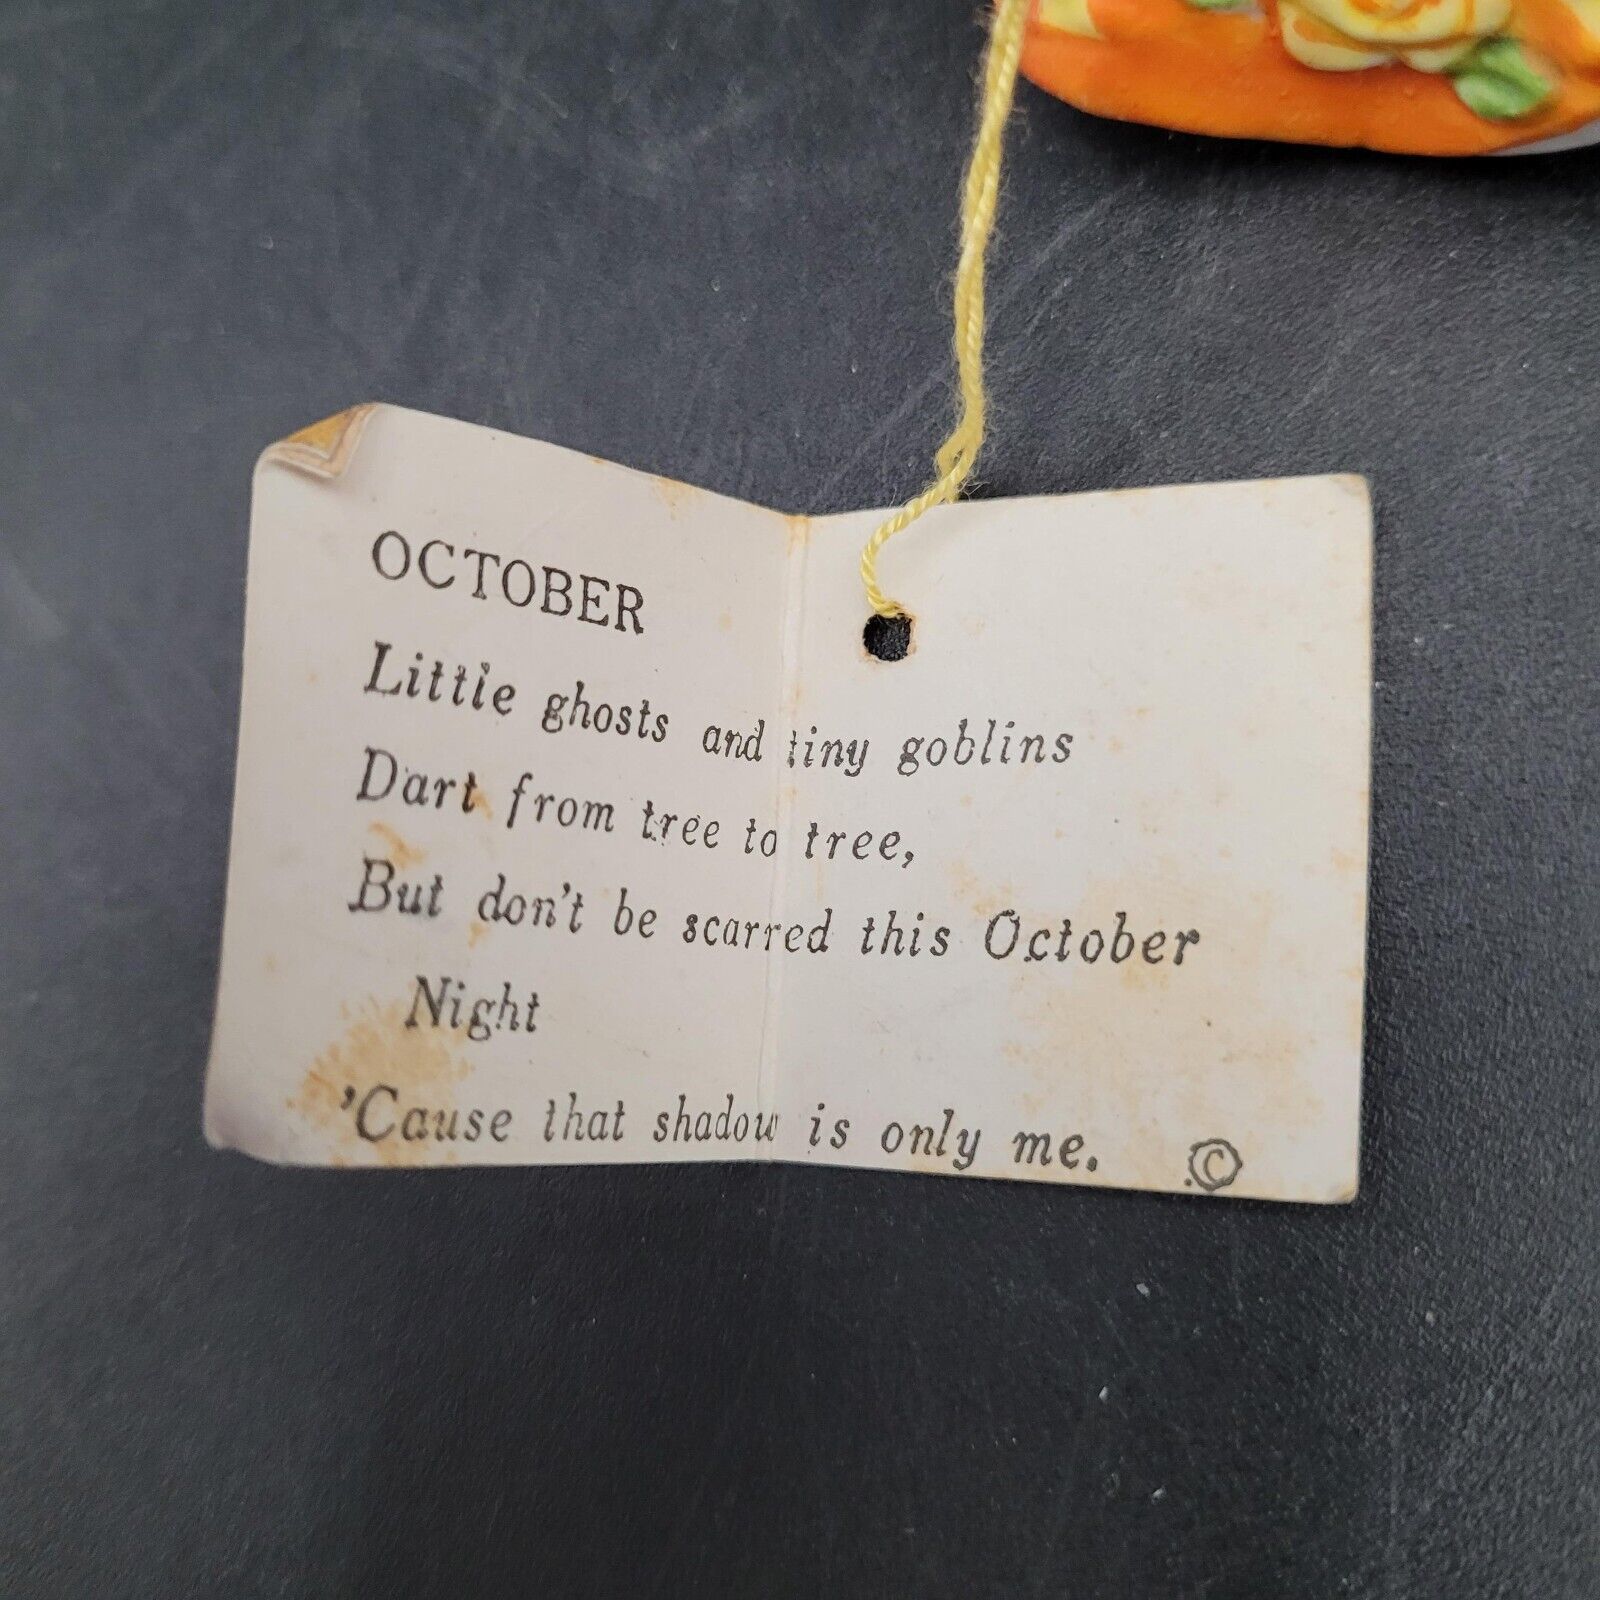 OCTOBER
Little ghosts and tiny goblins
Dart from tree to tree,
But don't be scarred this October
Night
'Cause that shadow is only me. ©